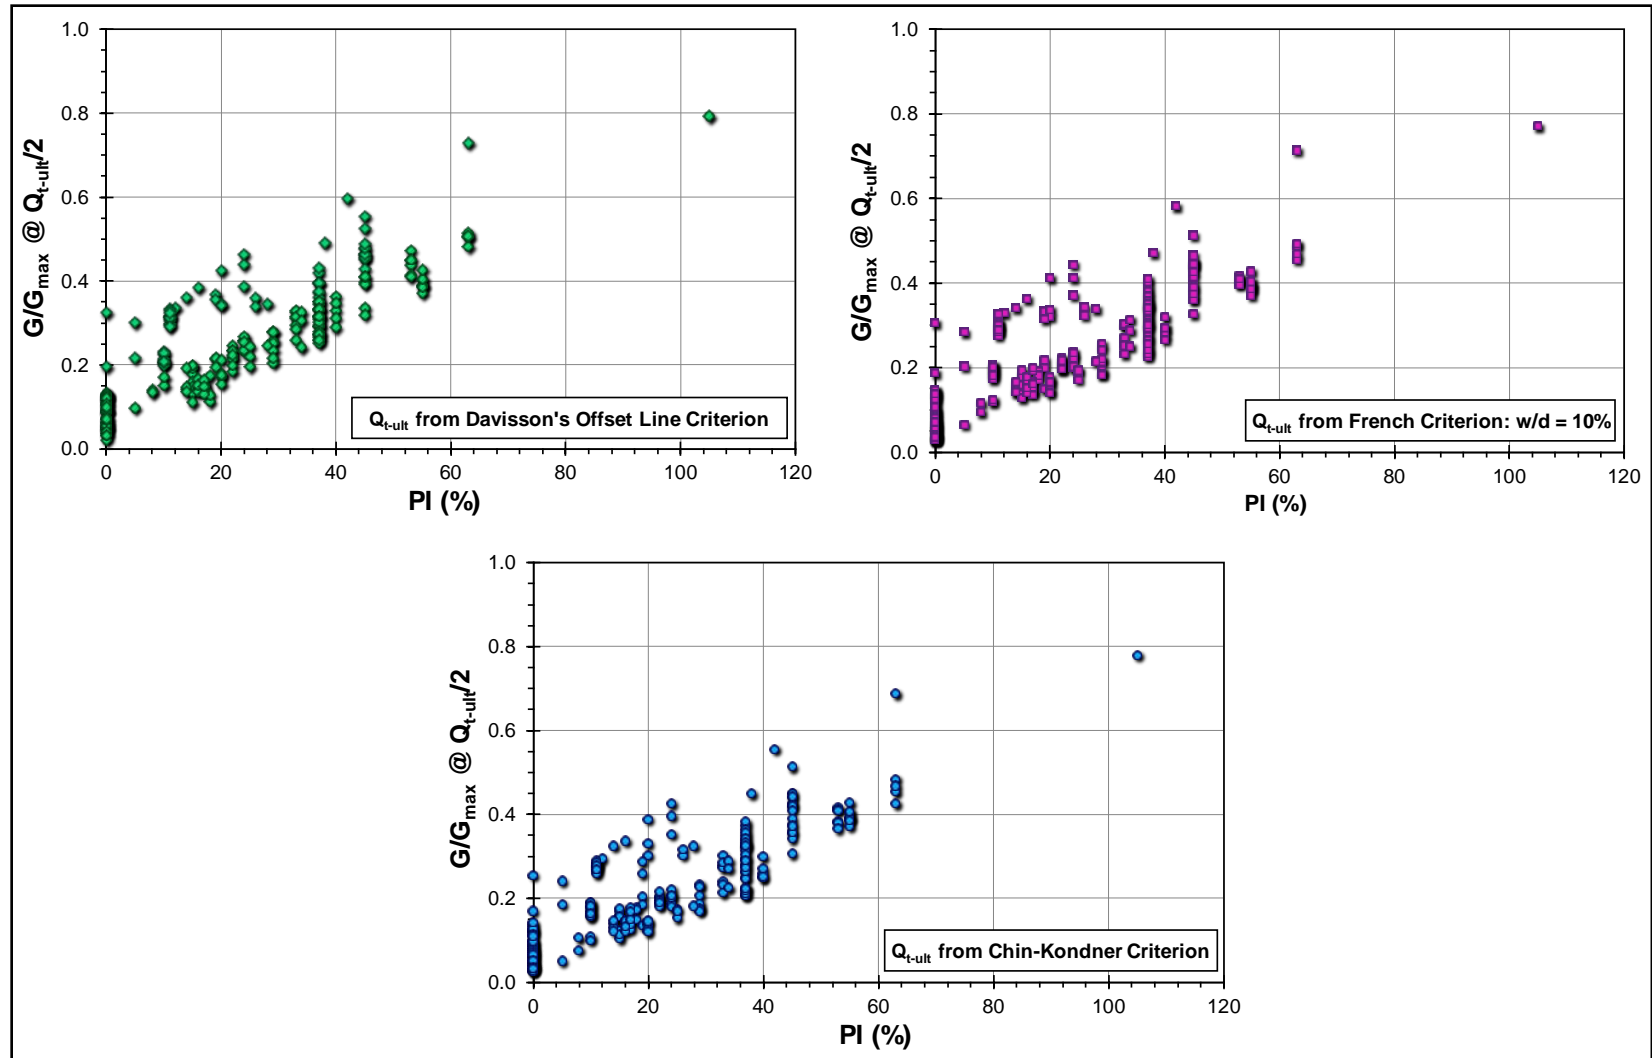 1.0
0.8
0.6
0.4
0.2
0.0
G/Gmax @ Qt-ult/2
0 20 40 60 80 100 120
PI (%)
Qt-ult from Davisson's Offset Line Criterion
1.0
0.8
0.6
0.4
0.2
0.0
G/Gmax @ Qt-ult/2
0 20 40 60 80 100 120
PI (%)
Qt-ult from French Criterion: w/d = 10%
1.0
0.8
0.6
0.4
0.2
0.0
G/Gmax @ Qt-ult/2
0 20 40 60 80 100 120
PI (%)
Qt-ult from Chin-Kondner Criterion